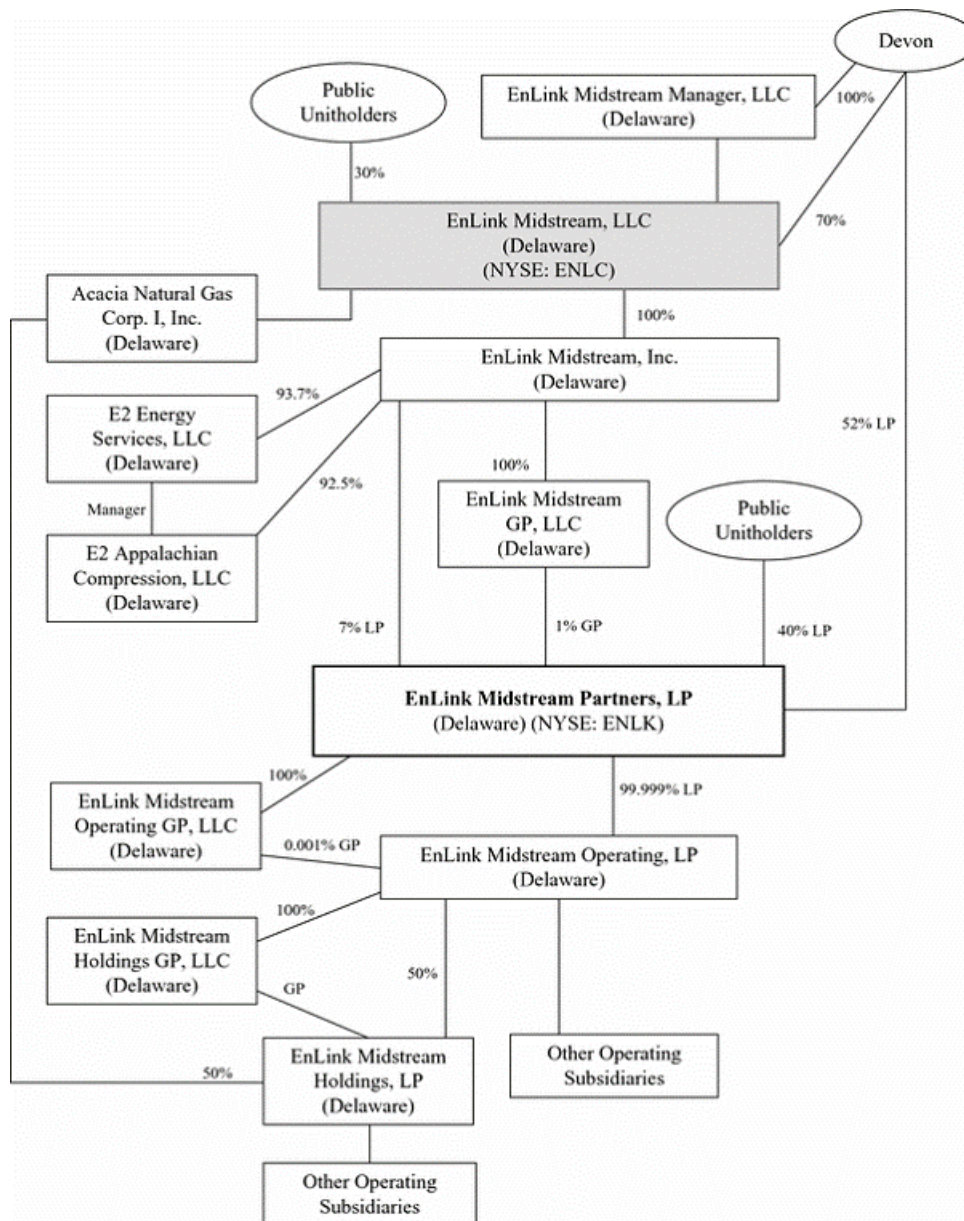 Devon
Public
Unitholders
EnLink Midstream Manager, LLC
(Delaware)
100%
30%
EnLink Midstream, LLC
(Delaware)
(NYSE: ENLC)
70%
Acacia Natural Gas
Corp. I, Inc.
(Delaware)
100%
EnLink Midstream, Inc.
(Delaware)
93.7%
E2 Energy
Services, LLC
(Delaware)
52% LP
100%
92.5%
Manager
EnLink Midstream
GP, LLC
(Delaware)
Public
Unitholders
E2 Appalachian
Compression, LLC
(Delaware)
7% LP
1% GP
40% LP
EnLink Midstream Partners, LP
(Delaware) (NYSE: ENLK)
100%
99.999% LP
EnLink Midstream
Operating GP, LLC
(Delaware)
0.001% GP
EnLink Midstream Operating, LP
(Delaware)
100%
EnLink Midstream
Holdings GP, LLC
(Delaware)
50%
GP
EnLink Midstream
Holdings, LP
(Delaware)
50%
Other Operating
Subsidiaries
Other Operating
Subsidiaries